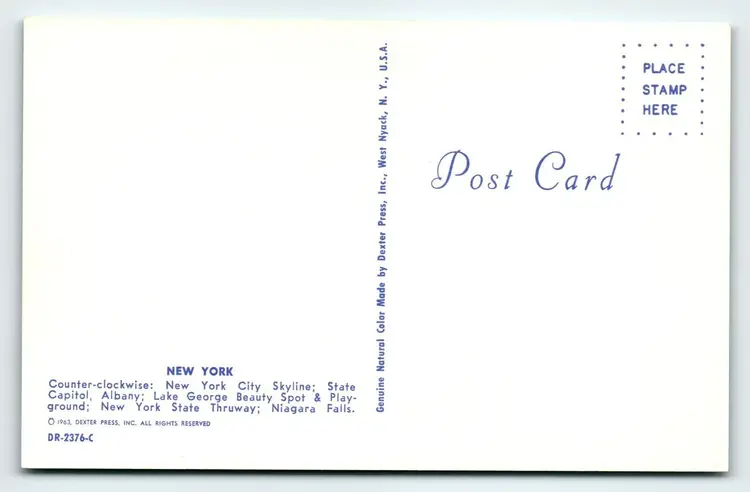 NEW YORK
Counter-clockwise: New York City Skyline; State
Capitol, Albany; Lake George Beauty Spot & Play-
ground; New York State Thruway; Niagara Falls.
© 1963, DEXTER PRESS, INC. ALL RIGHTS RESERVED
DR-2376-C
Genuine Natural Color Made by Dexter Press, Inc., West Nyack, N. Y., U.S.A.
PLACE
STAMP
HERE
Post Card